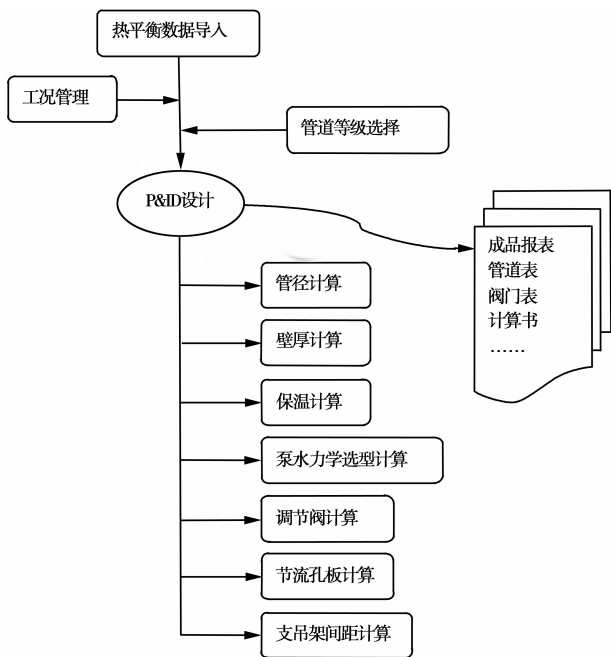 热平衡数据导入
工况管理
管道等级选择
P&ID设计
成品报表
管道表
阀门表
计算书
……
管径计算
壁厚计算
保温计算
泵水力学选型计算
调节阀计算
节流孔板计算
支吊架间距计算